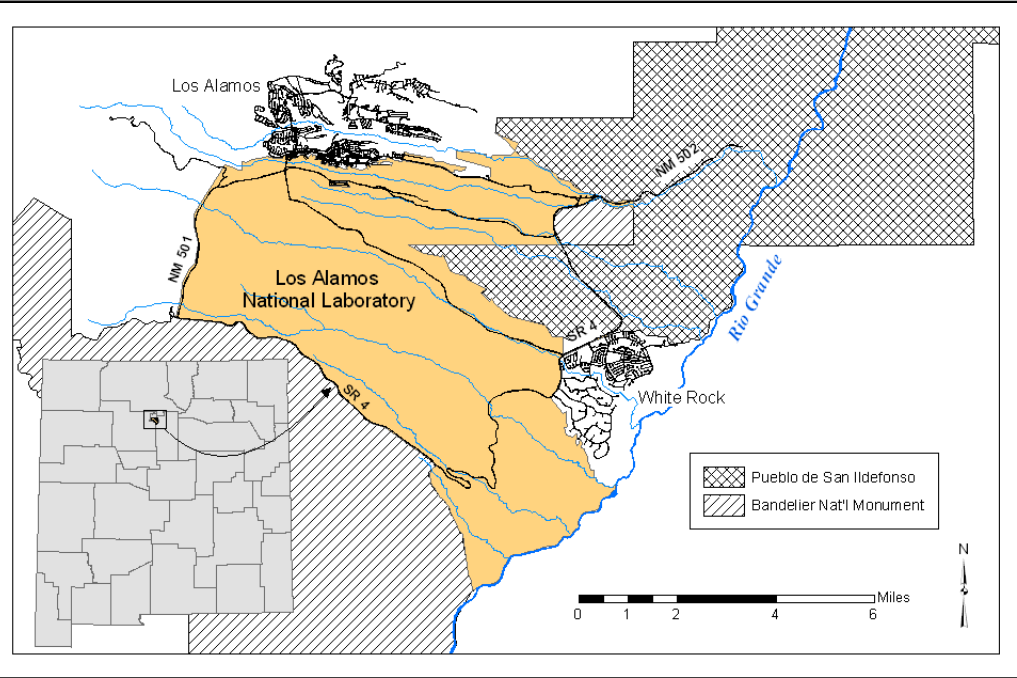 Los Alamos
NM 502
NM 501
Los Alamos
National Laboratory
Rio Grande
SR 4
SR 4
White Rock
Pueblo de San Ildefonso
Bandelier Nat'l Monument
N
Miles
0 1 2 4 6